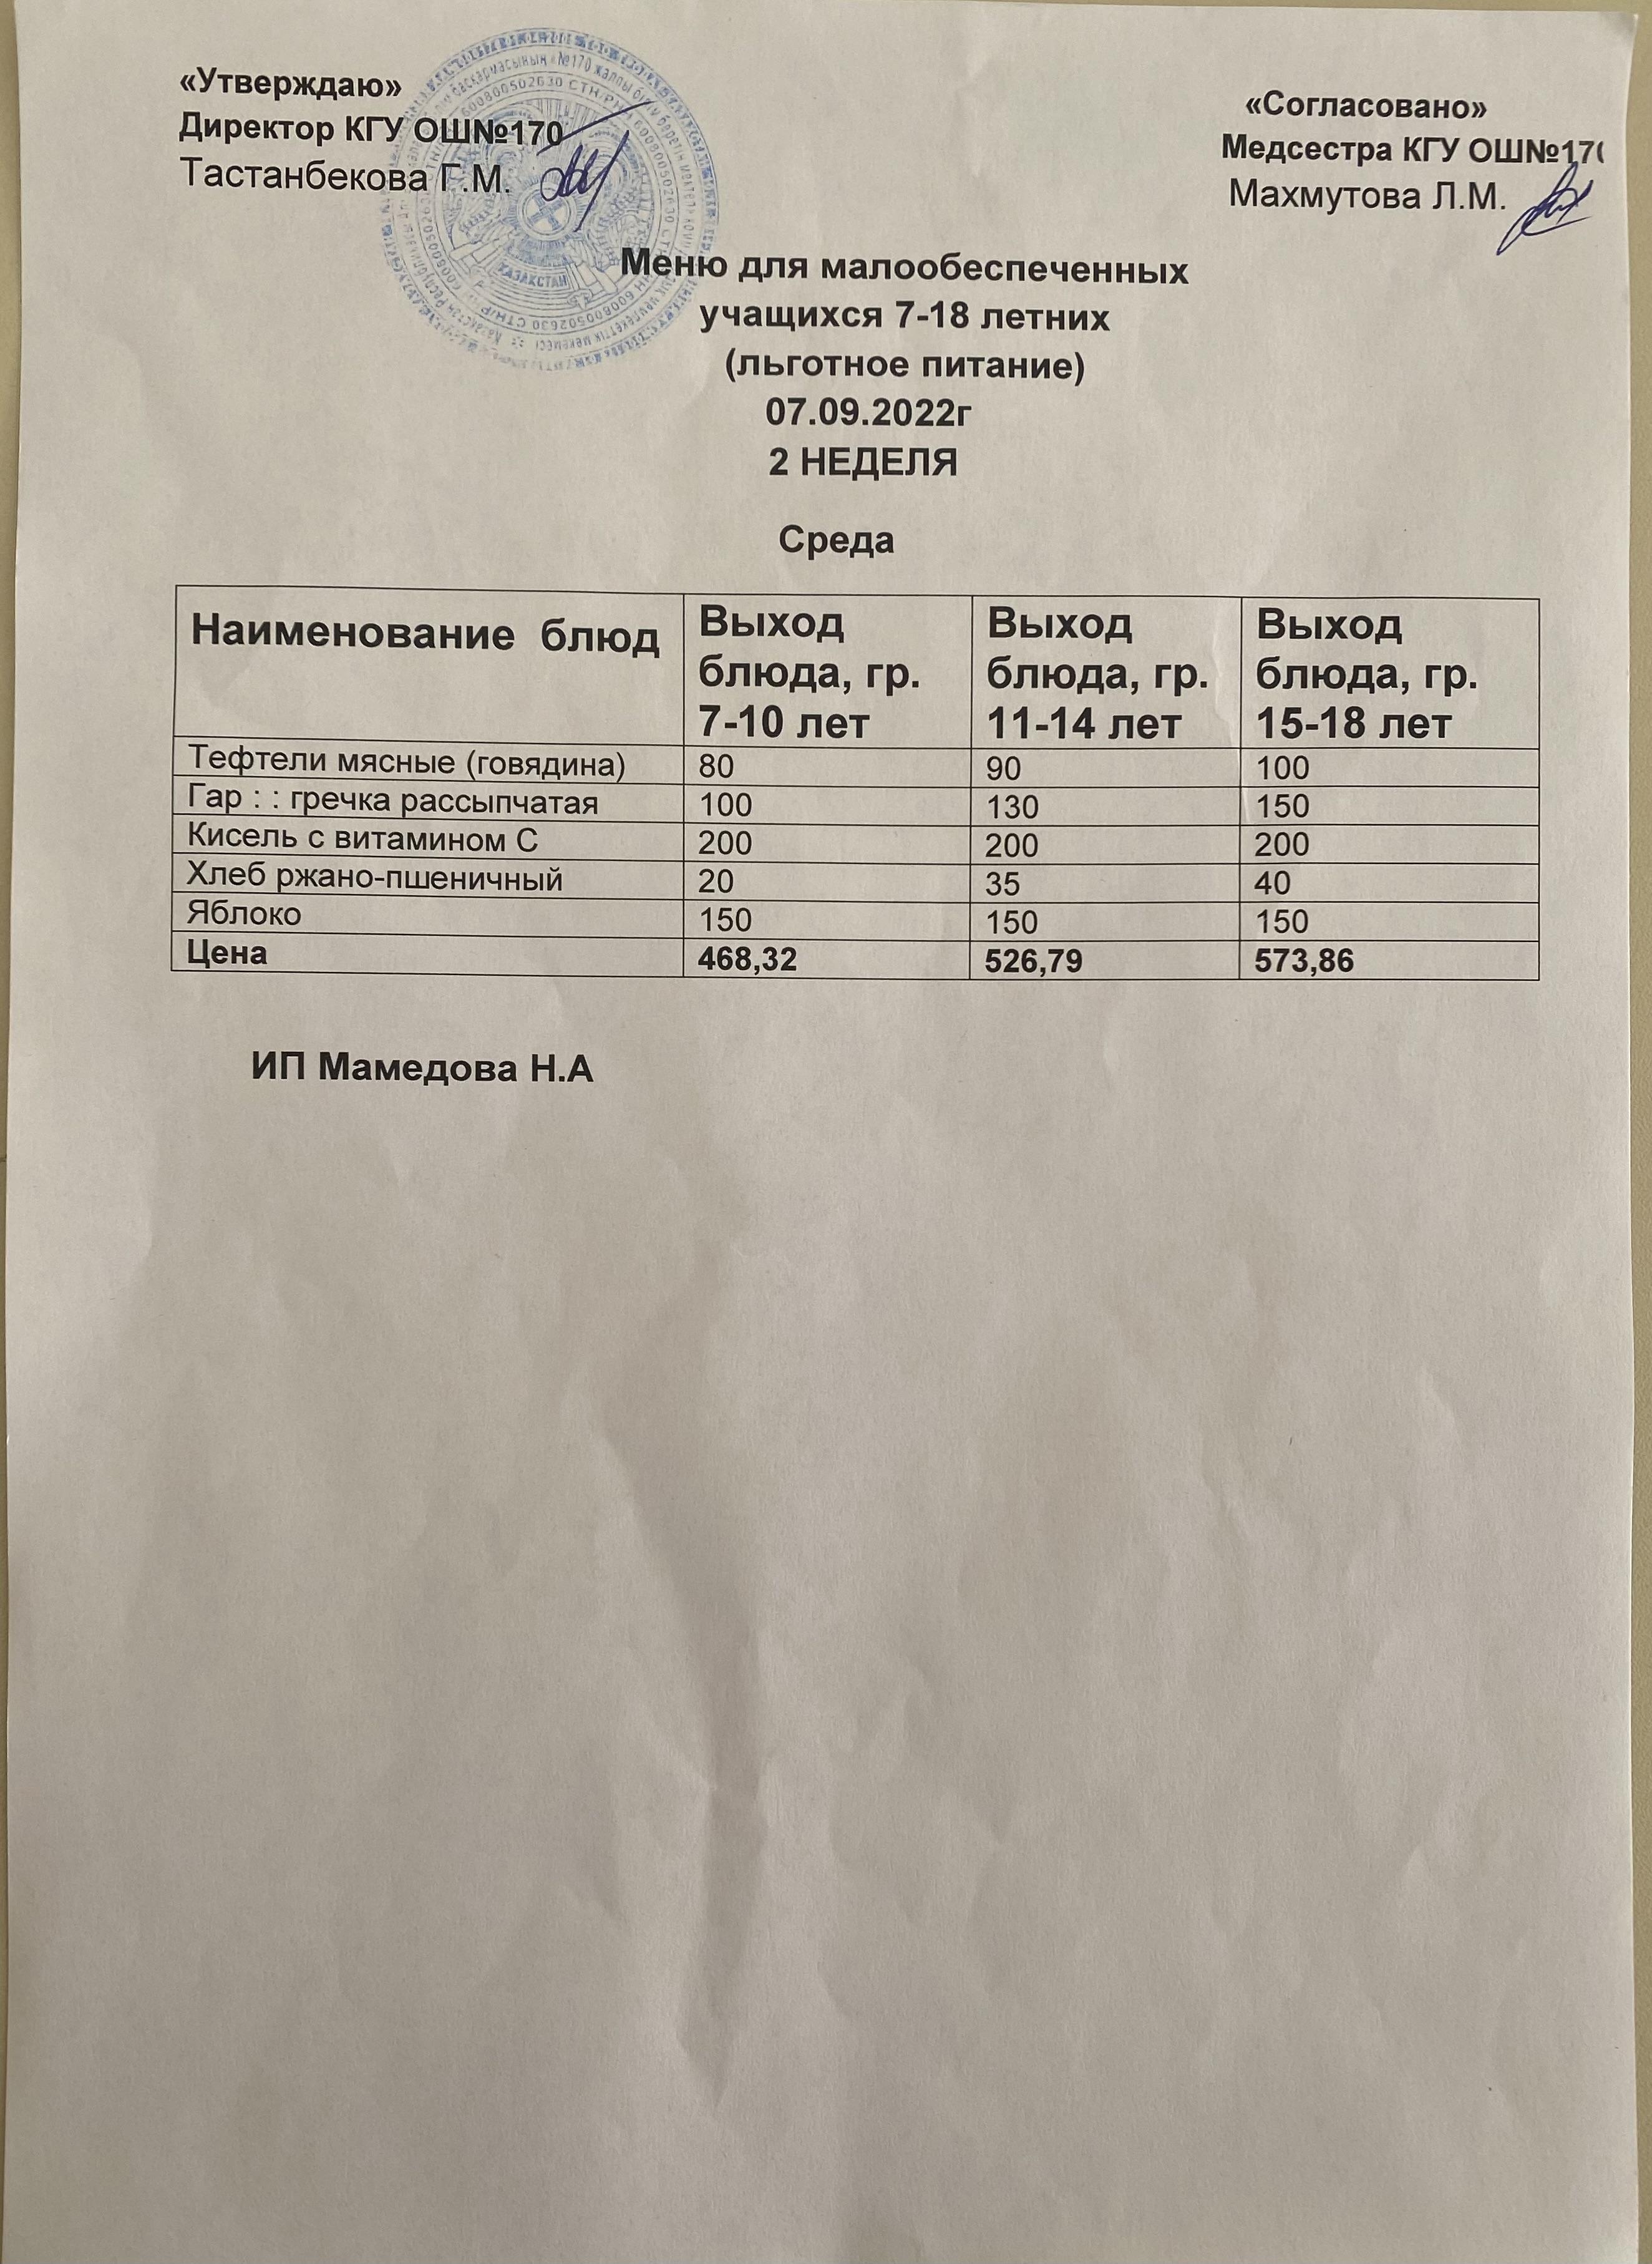 «Утверждаю»
Директор КГУ ОШ№170
Тастанбекова Г.М.
«Согласовано»
Медсестра КГУ ОШ№170
Махмутова Л.М.
ҚАЗАҚСТАН
Меню для малообеспеченных
учащихся 7-18 летних
(льготное питание)
07.09.2022г
2 НЕДЕЛЯ
Среда
Наименование блюд
Выход
блюда, гр.
7-10 лет
Выход
блюда, гр.
11-14 лет
Выход
блюда, гр.
15-18 лет
Тефтели мясные (говядина) 80 90 100
Гар : : гречка рассыпчатая 100 130 150
Кисель с витамином С 200 200 200
Хлеб ржано-пшеничный 20 35 40
Яблоко 150 150 150
Цена 468,32 526,79 573,86
ИП Мамедова Н.А